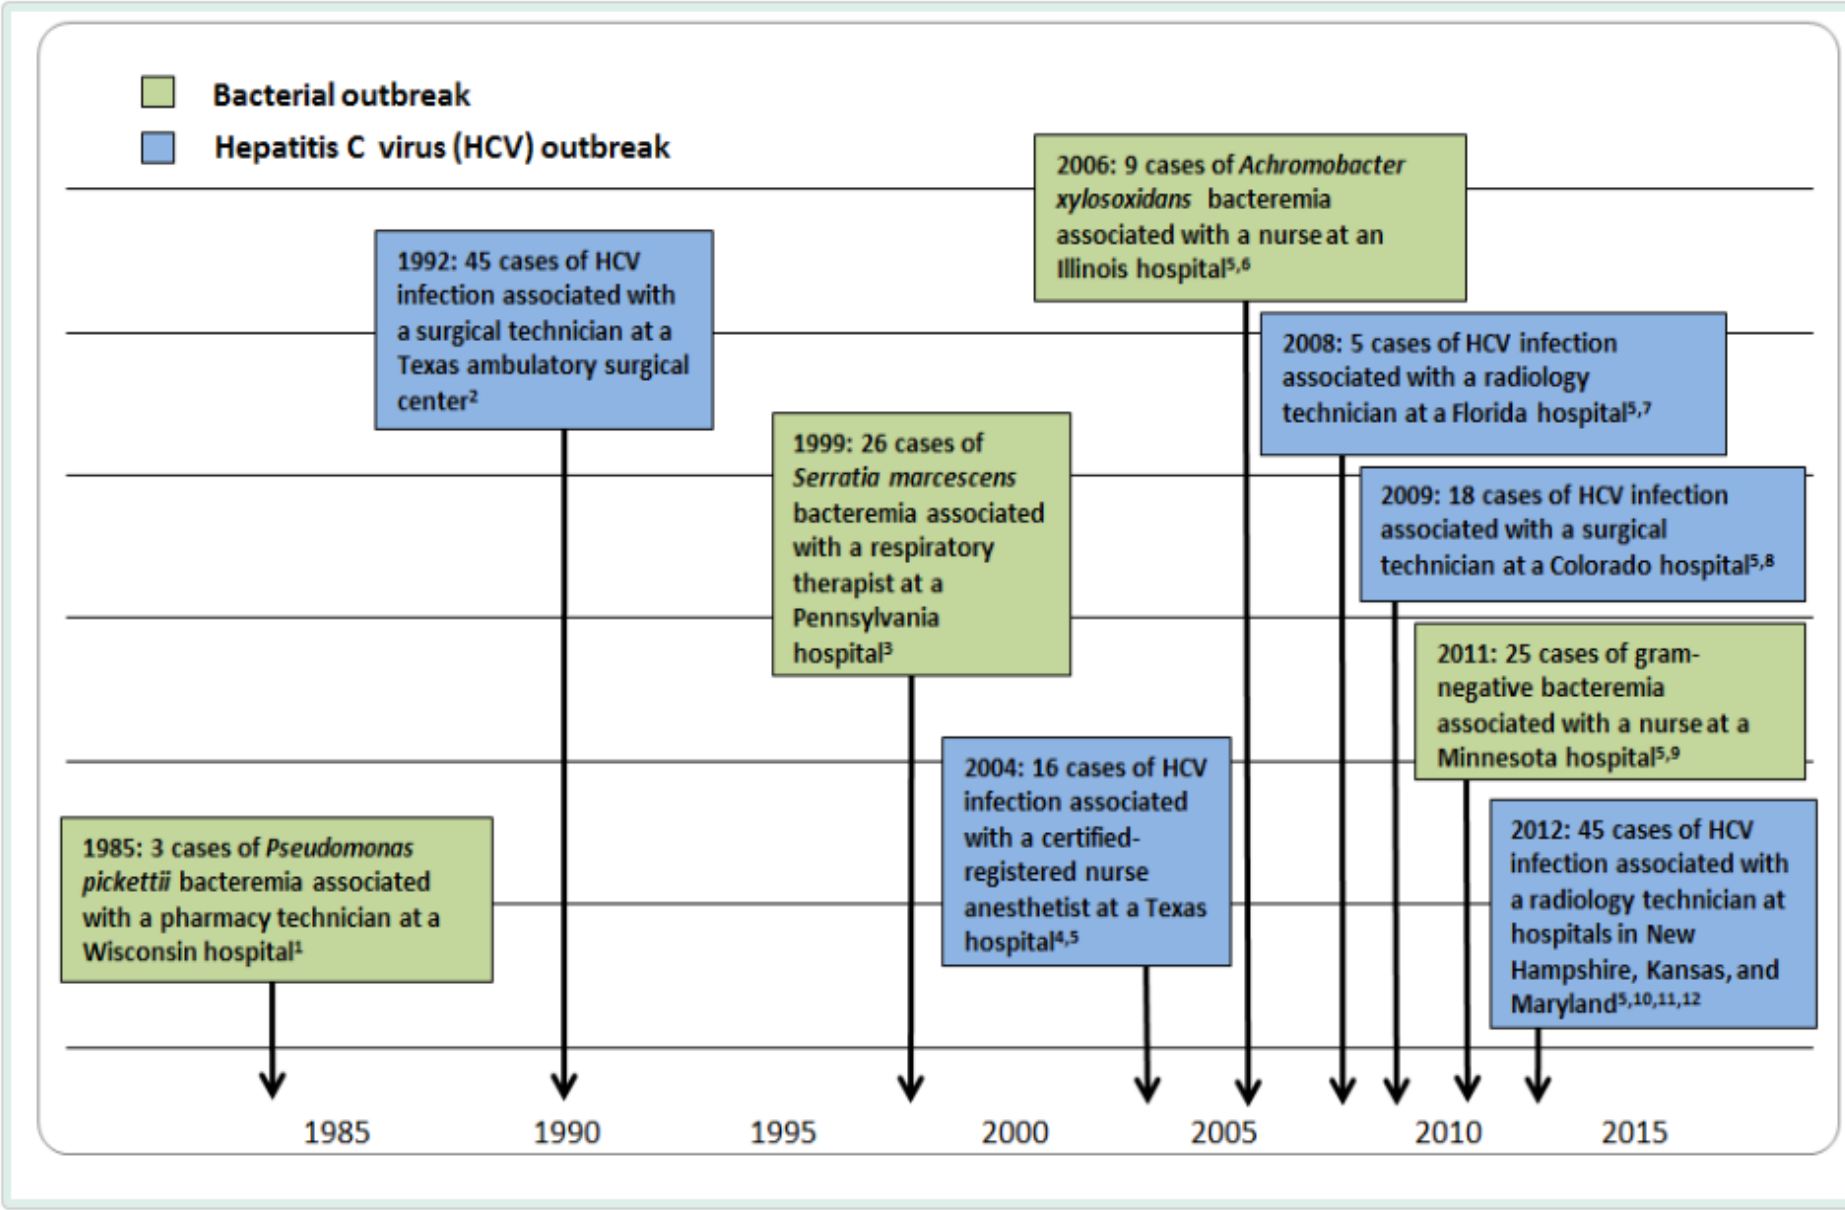 Bacterial outbreak
Hepatitis C virus (HCV) outbreak
2006: 9 cases of Achromobacter
xylosoxidans bacteremia
associated with a nurse at an
Illinois hospital5,6
1992: 45 cases of HCV
infection associated with
a surgical technician at a
Texas ambulatory surgical
center2
2008: 5 cases of HCV infection
associated with a radiology
technician at a Florida hospital5,7
1999: 26 cases of
Serratia marcescens
bacteremia associated
with a respiratory
therapist at a
Pennsylvania
hospital3
2009: 18 cases of HCV infection
associated with a surgical
technician at a Colorado hospital5,8
2011: 25 cases of gram-
negative bacteremia
associated with a nurse at a
Minnesota hospital5,9
2004: 16 cases of HCV
infection associated
with a certified-
registered nurse
anesthetist at a Texas
hospital4,5
1985: 3 cases of Pseudomonas
pickettii bacteremia associated
with a pharmacy technician at a
Wisconsin hospital1
2012: 45 cases of HCV
infection associated with
a radiology technician at
hospitals in New
Hampshire, Kansas, and
Maryland5,10,11,12
1985 1990 1995 2000 2005 2010 2015